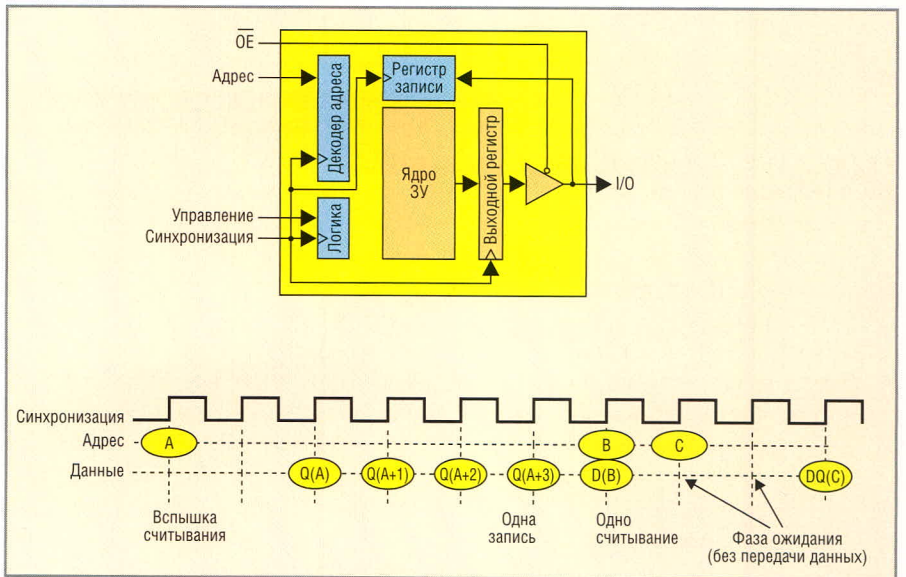 OE
Адрес
Декодер адреса
Регистр
записи
Ядро
ЗУ
Выходной регистр
I/O
Управление
Синхронизация
Логика
Синхронизация
Адрес
A
B
C
Данные
Q(A)
Q(A+1)
Q(A+2)
Q(A+3)
D(B)
DQ(C)
Вспышка
считывания
Одна
запись
Одно
считывание
Фаза ожидания
(без передачи данных)